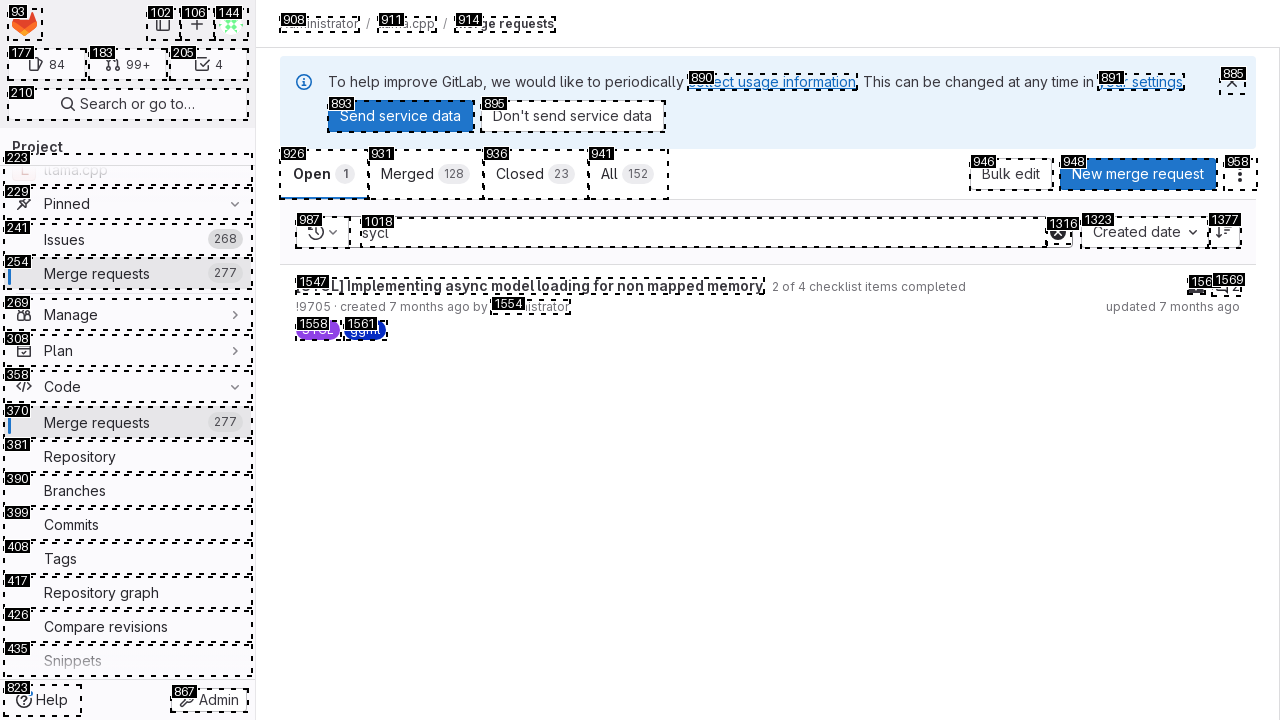 93
102
106
144
177
84
183
99+
205
4
210
Search or go to…
Project
223
llama.cpp
229
Pinned
241
Issues
268
254
Merge requests
277
269
Manage
308
Plan
358
Code
370
Merge requests
277
381
Repository
390
Branches
399
Commits
408
Tags
417
Repository graph
426
Compare revisions
435
Snippets
823
Help
867
Admin
908
/
911
/
914
requests
To help improve GitLab, we would like to periodically
890
usage information
. This can be changed at any time in
891
settings
885
893
Send service data
895
Don't send service data
926
Open 1
931
Merged 128
936
Closed 23
941
All 152
946
Bulk edit
948
New merge request
958
987
1018
sycl
1316
1323
Created date
1377
1547
Implementing async model loading for non mapped memory
2 of 4 checklist items completed
156
1569
!9705 · created 7 months ago by
1554
updated 7 months ago
1558
1561